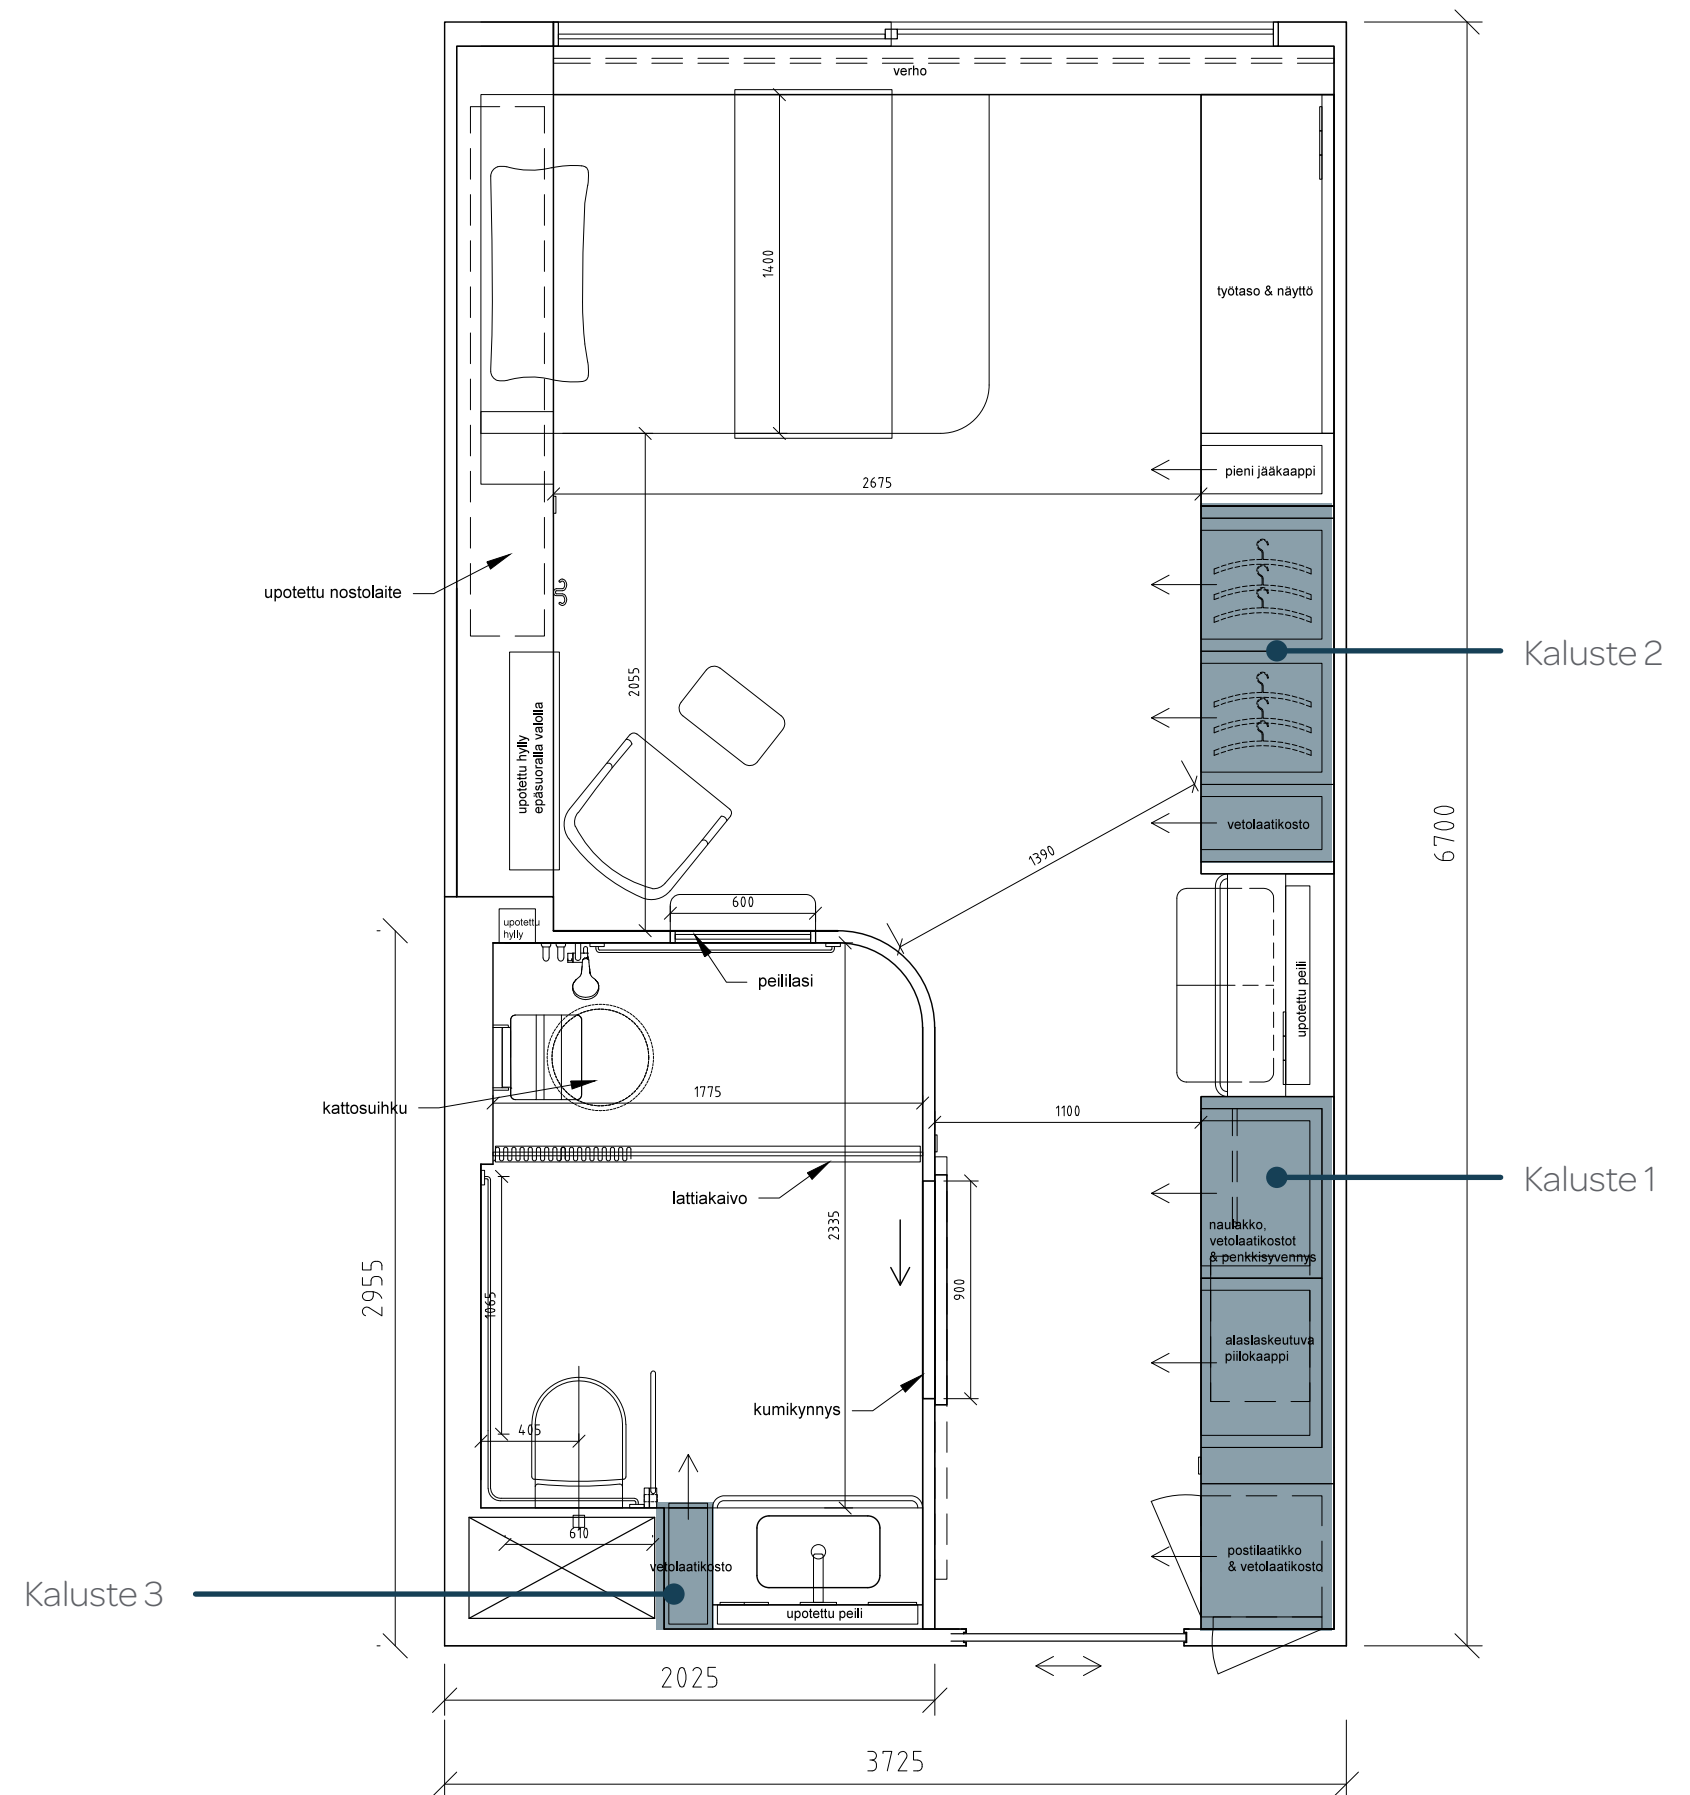 verho
1400
työtaso & näyttö
pieni jääkaappi
2675
upotettu nostolaite
Kaluste 2
2055
upotettu hylly
epäsuoralla valolla
vetolaatikosto
6700
1390
600
upotettu
hylly
peililasi
upotettu peili
kattosuihku
1775
1100
Kaluste 1
lattiakaivo
naulakko,
vetolaatikostot
& penkkisyvennys
2335
2955
1065
900
alaslaskeutuva
piilokaappi
kumikynnys
405
610
vetolaatikosto
postilaatikko
& vetolaatikosto
Kaluste 3
upotettu peili
2025
3725